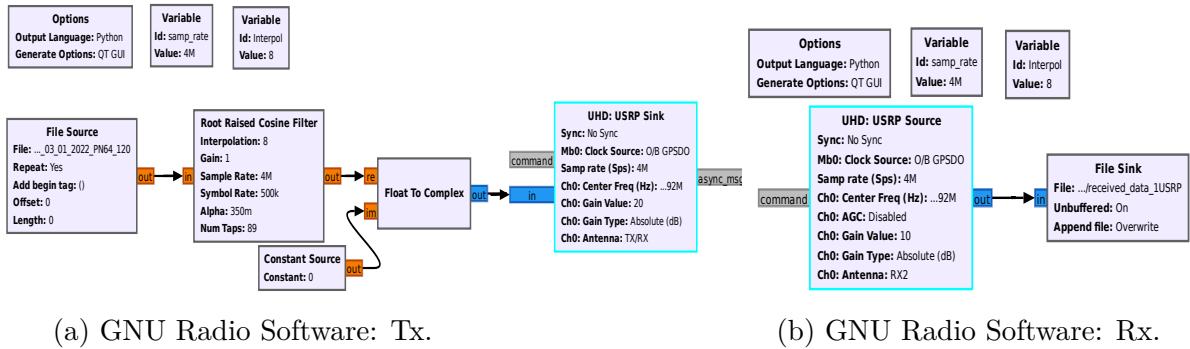 Options
Output Language: Python
Generate Options: QT GUI
Variable
Id: samp_rate
Value: 4M
Variable
Id: Interpol
Value: 8
File Source
File: ..._03_01_2022_PN64_120
Repeat: Yes
Add begin tag: ()
Offset: 0
Length: 0
out
in
Root Raised Cosine Filter
Interpolation: 8
Gain: 1
Sample Rate: 4M
Symbol Rate: 500k
Alpha: 350m
Num Taps: 89
out
Constant Source
Constant: 0
out
re
im
Float To Complex
out
command
in
UHD: USRP Sink
Sync: No Sync
Mb0: Clock Source: O/B GPSDO
Samp rate (Sps): 4M
Ch0: Center Freq (Hz): ...92M
Ch0: Gain Value: 20
Ch0: Gain Type: Absolute (dB)
Ch0: Antenna: TX/RX
async_msg
(a) GNU Radio Software: Tx.
Options
Output Language: Python
Generate Options: QT GUI
Variable
Id: samp_rate
Value: 4M
Variable
Id: Interpol
Value: 8
command
UHD: USRP Source
Sync: No Sync
Mb0: Clock Source: O/B GPSDO
Samp rate (Sps): 4M
Ch0: Center Freq (Hz): ...92M
Ch0: AGC: Disabled
Ch0: Gain Value: 10
Ch0: Gain Type: Absolute (dB)
Ch0: Antenna: RX2
out
in
File Sink
File: .../received_data_1USRP
Unbuffered: On
Append file: Overwrite
(b) GNU Radio Software: Rx.